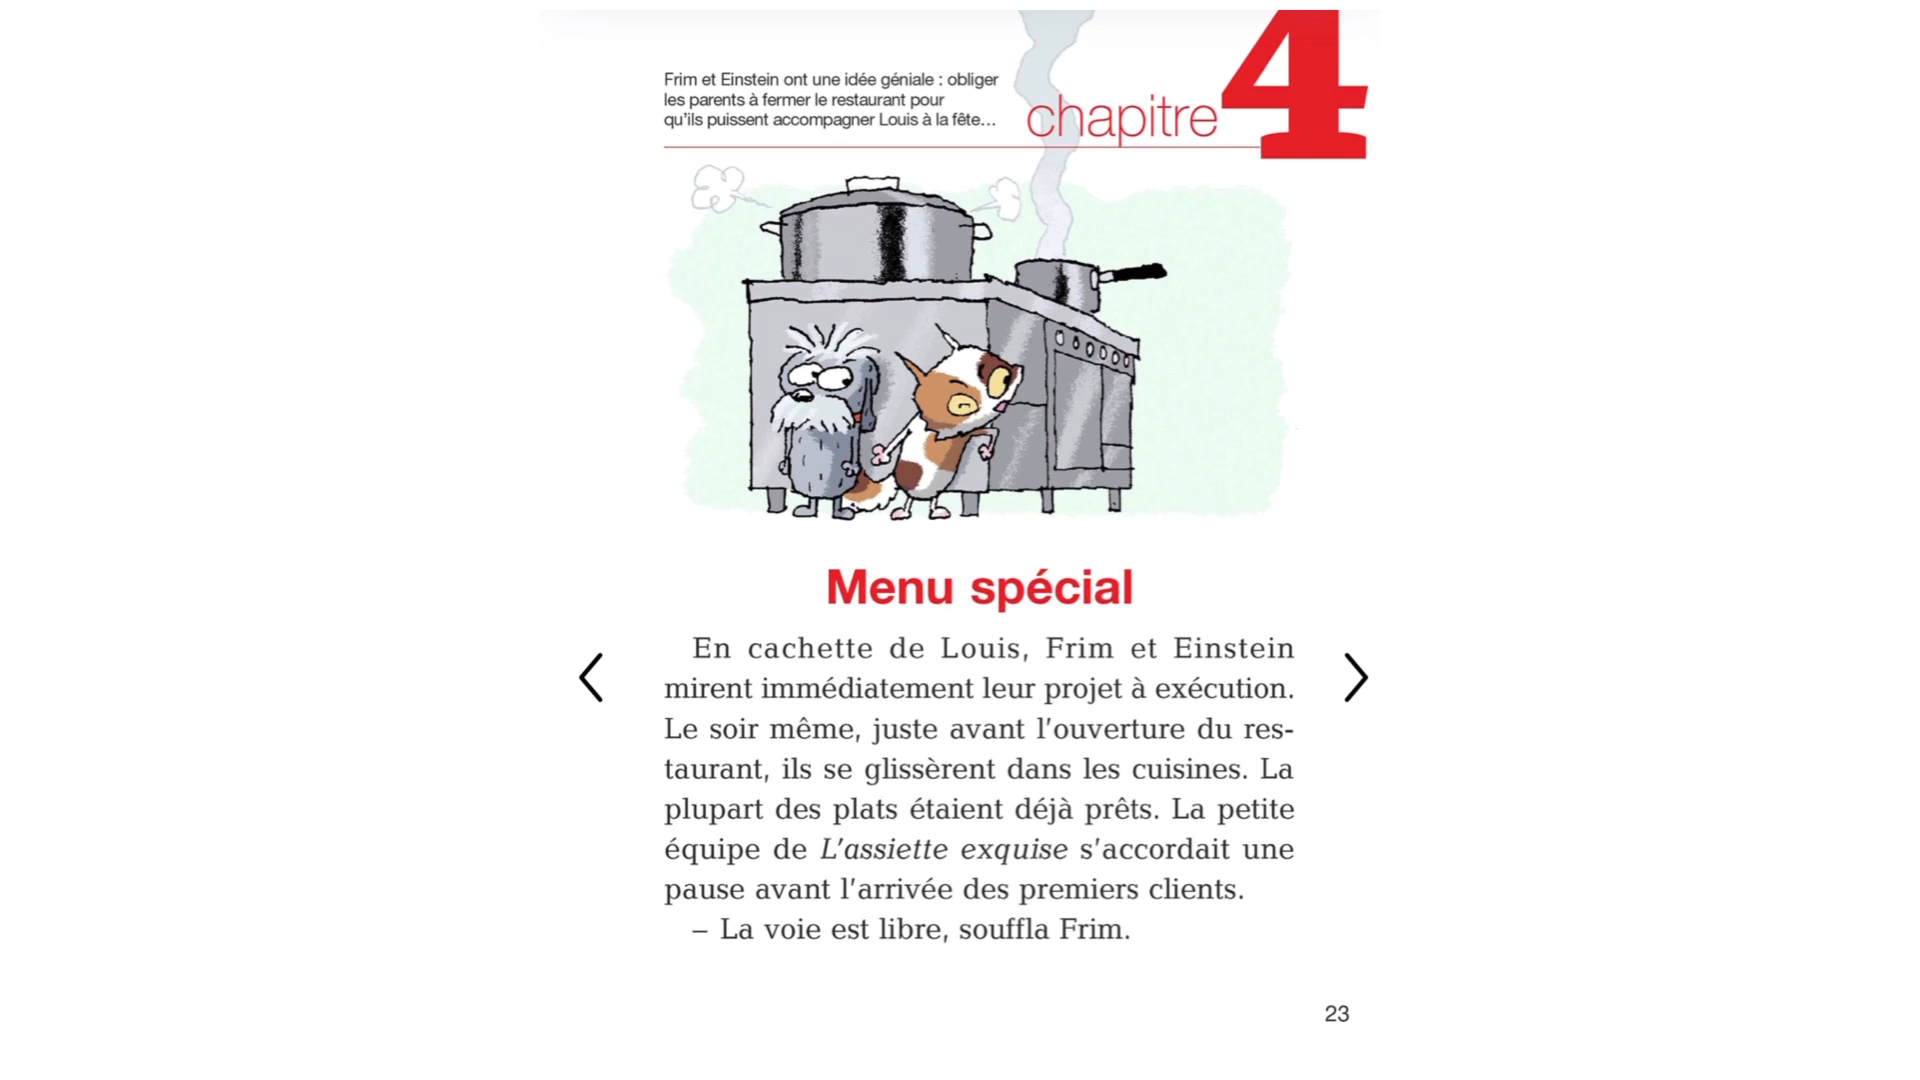 Frim et Einstein ont une idée géniale : obliger
les parents à fermer le restaurant pour
qu'ils puissent accompagner Louis à la fête...
chapitre 4
Menu spécial
En cachette de Louis, Frim et Einstein
mirent immédiatement leur projet à exécution.
Le soir même, juste avant l'ouverture du res-
taurant, ils se glissèrent dans les cuisines. La
plupart des plats étaient déjà prêts. La petite
équipe de L'assiette exquise s'accordait une
pause avant l'arrivée des premiers clients.
– La voie est libre, souffla Frim.
23